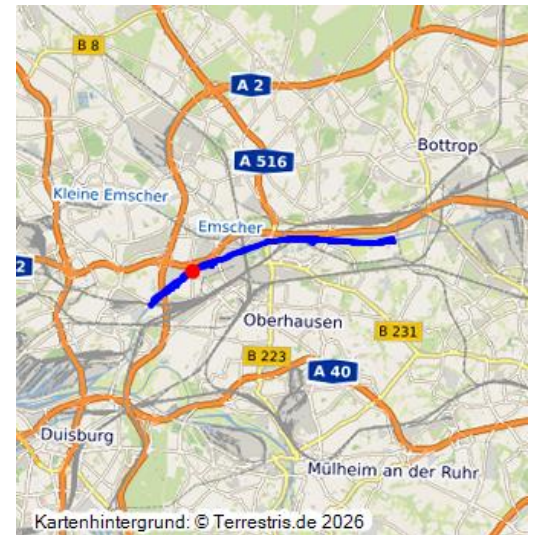 B 8
A 2
Bottrop
A 516
Kleine Emscher
Emscher
2
Oberhausen
B 231
B 223
A 40
Duisburg
Mülheim an der Ruhr
Kartenhintergrund: © Terrestris.de 2026